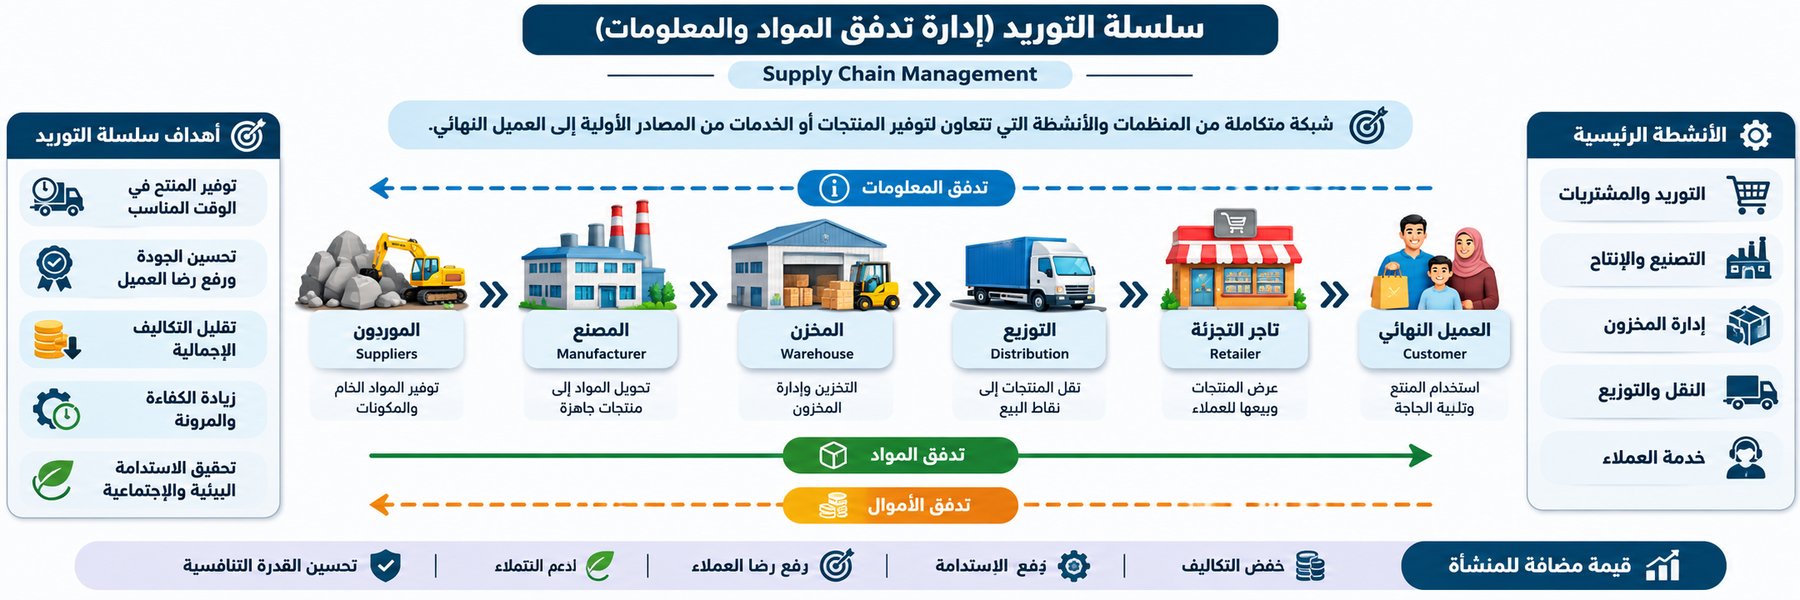 سلسلة التوريد (إدارة تدفق المواد والمعلومات)
Supply Chain Management
شبكة متكاملة من المنظمات والأنشطة التي تتعاون لتوفير المنتجات أو الخدمات من المصادر الأولية إلى العميل النهائي.
الأنشطة الرئيسية
التوريد والمشتريات
التصنيع والإنتاج
إدارة المخزون
النقل والتوزيع
خدمة العملاء
تدفق المعلومات
الموردون
Suppliers
توفير المواد الخام
والمكونات
المصنع
Manufacturer
تحويل المواد إلى
منتجات جاهزة
المخزن
Warehouse
التخزين وإدارة
المخزون
التوزيع
Distribution
نقل المنتجات إلى
نقاط البيع
تاجر التجزئة
Retailer
عرض المنتجات
وبيعها للعملاء
العميل النهائي
Customer
استخدام المنتع
وتلبية الحاجة
تدفق المواد
تدفق الأموال
أهداف سلسلة التوريد
توفير المنتج في
الوقت المناسب
تحسين الجودة
ورفع رضا العميل
تقليل التكاليف
الإجمالية
زيادة الكفاءة
والمرونة
تحقيق الاستدامة
البيئية والإجتماعية
قيمة مضافة للمنشأة
خفض التكاليف
الإستدامة
رفع رضا العملاء
تحسين القدرة التنافسية